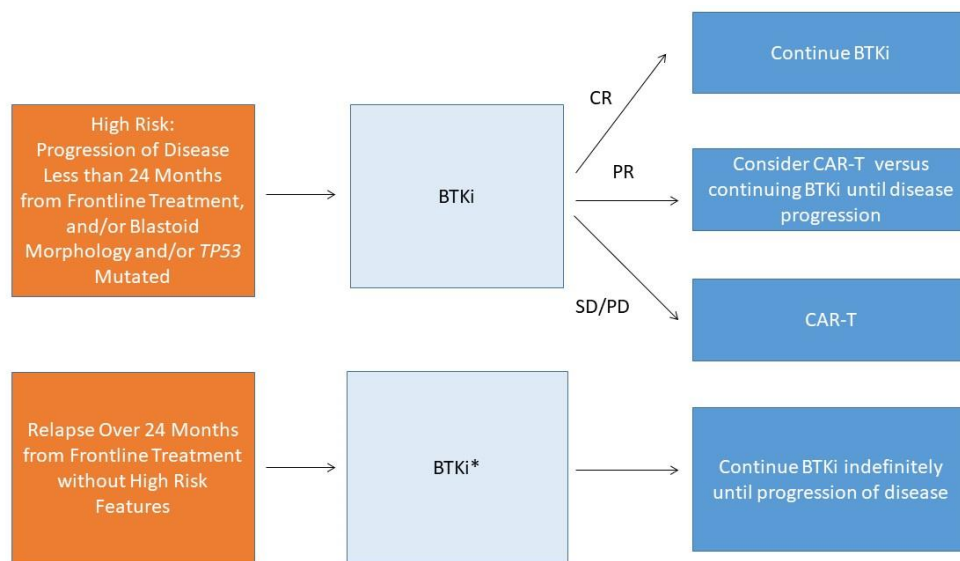 High Risk:
Progression of Disease
Less than 24 Months
from Frontline Treatment,
and/or Blastoid
Morphology and/or TP53
Mutated
BTKi
CR
PR
SD/PD
Continue BTKi
Consider CAR-T versus
continuing BTKi until disease
progression
CAR-T
Relapse Over 24 Months
from Frontline Treatment
without High Risk
Features
BTKi*
Continue BTKi indefinitely
until progression of disease